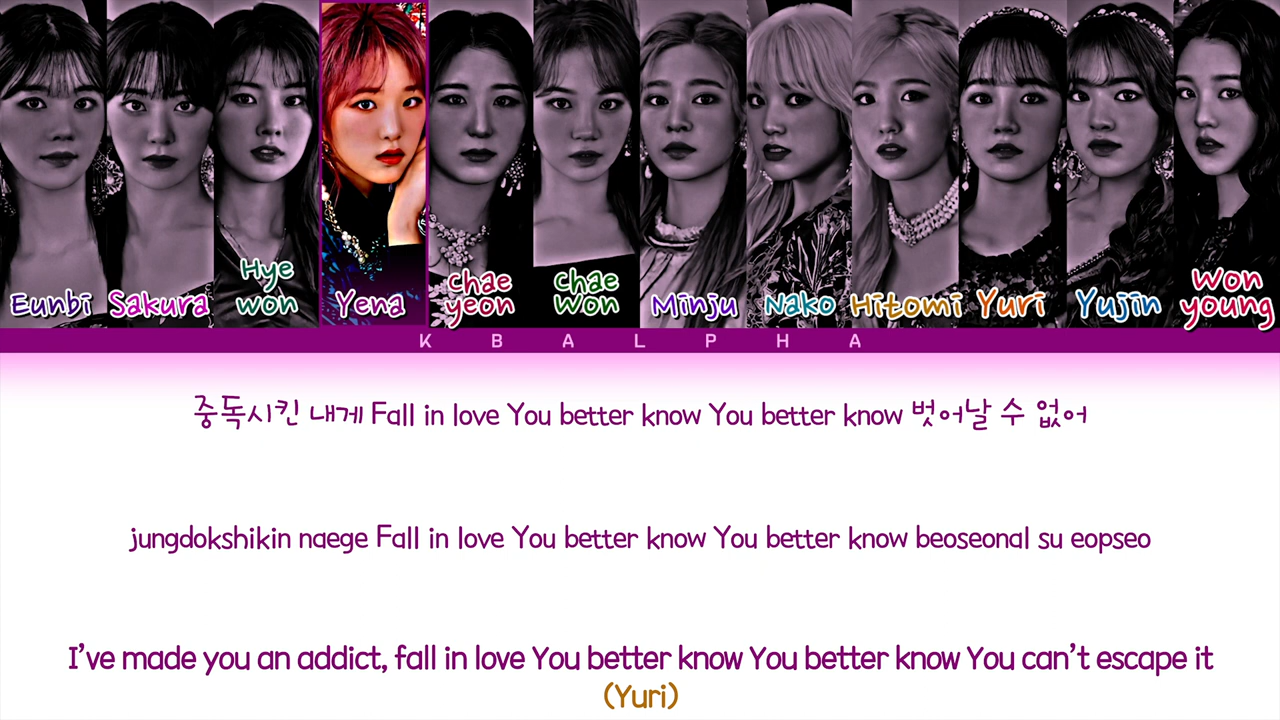 Eunbi
Sakura
Hye
won
Yena
Chae
yeon
Chae
Won
Minju
Nako
Hitomi
Yuri
Yujin
Won
young
K B A L P H A
중독시킨 내게 Fall in love You better know You better know 벗어날 수 없어
jungdokshikin naege Fall in love You better know You better know beoseonal su eopseo
I've made you an addict, fall in love You better know You better know You can't escape it
(Yuri)